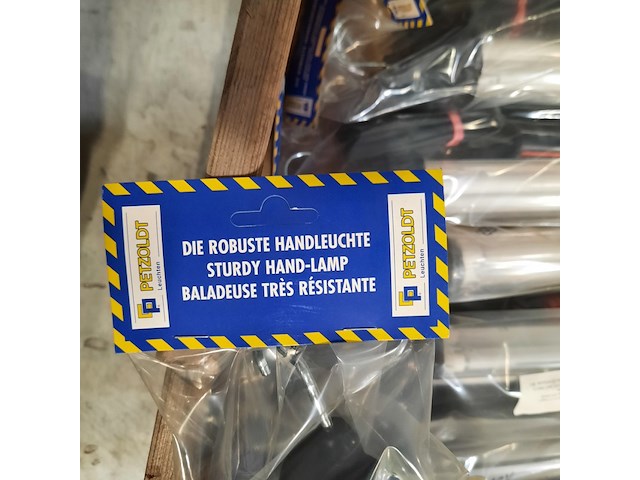 PETZOLDT
Leuchten
DIE ROBUSTE HANDLEUCHTE
STURDY HAND-LAMP
BALADEUSE TRÈS RÉSISTANTE
PETZOLDT
Leuchten